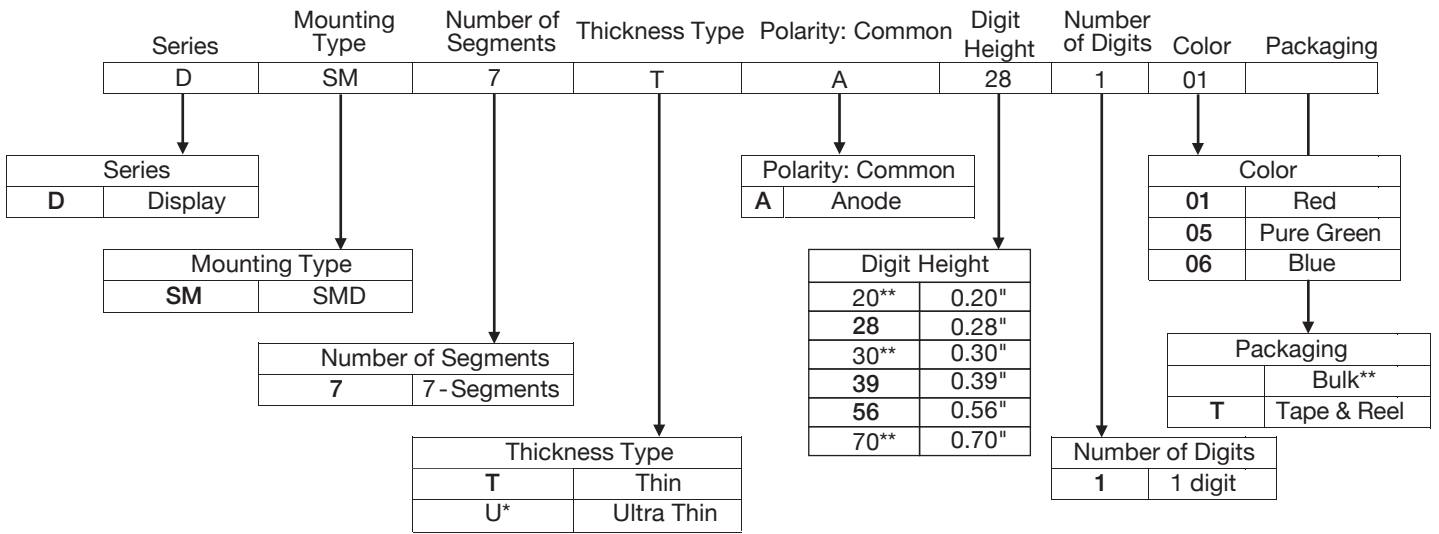 Series
Mounting
Type
Number of
Segments
Thickness Type
Polarity: Common
Digit
Height
Number
of Digits
Color
Packaging
D SM 7 T A 28 1 01
Series
D Display
Mounting Type
SM SMD
Number of Segments
7 7-Segments
Thickness Type
T Thin
U* Ultra Thin
Polarity: Common
A Anode
Digit Height
20** 0.20"
28 0.28"
30** 0.30"
39 0.39"
56 0.56"
70** 0.70"
Number of Digits
1 1 digit
Color
01 Red
05 Pure Green
06 Blue
Packaging
Bulk**
T Tape & Reel